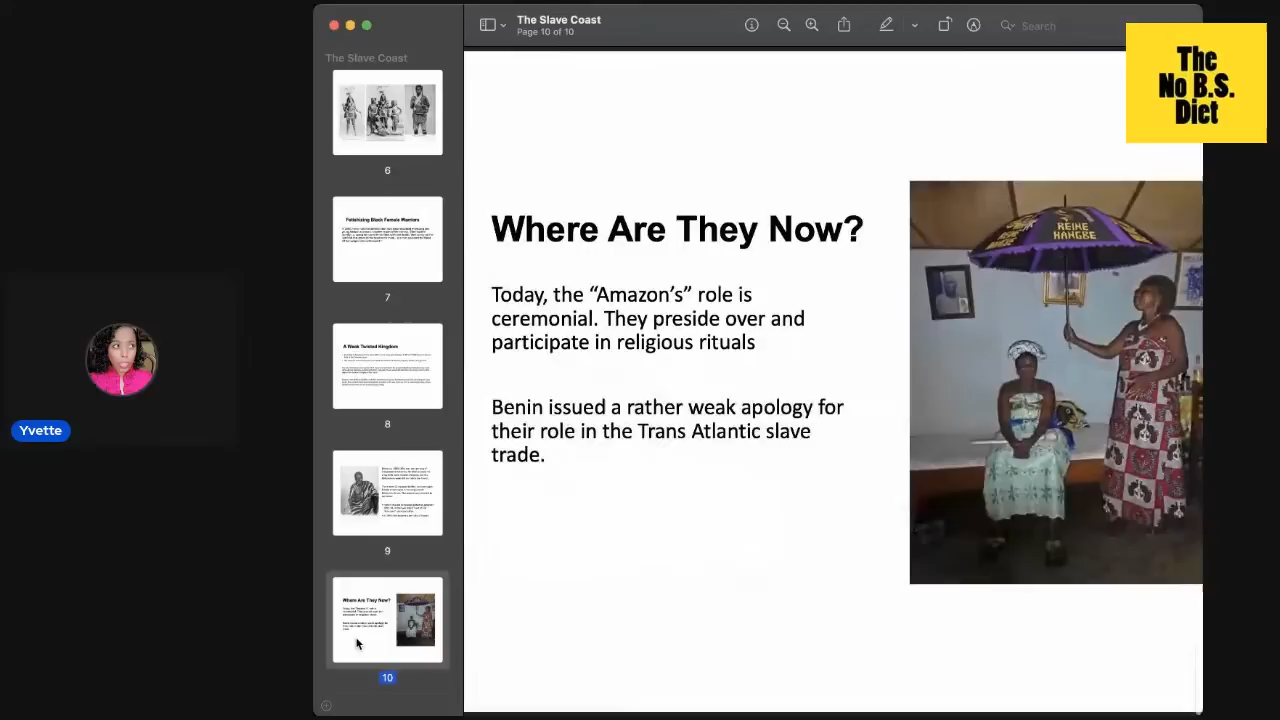 The Slave Coast
Page 10 of 10
Search
The
No B.S.
Diet
The Slave Coast
6
Fetishizing Black Female Warriors
7
A Weak Twisted Kingdom
8
9
Where Are They Now?
10
Where Are They Now?
Today, the “Amazon’s” role is
ceremonial. They preside over and
participate in religious rituals
Benin issued a rather weak apology for
their role in the Trans Atlantic slave
trade.
REINE
HANGBE
Yvette